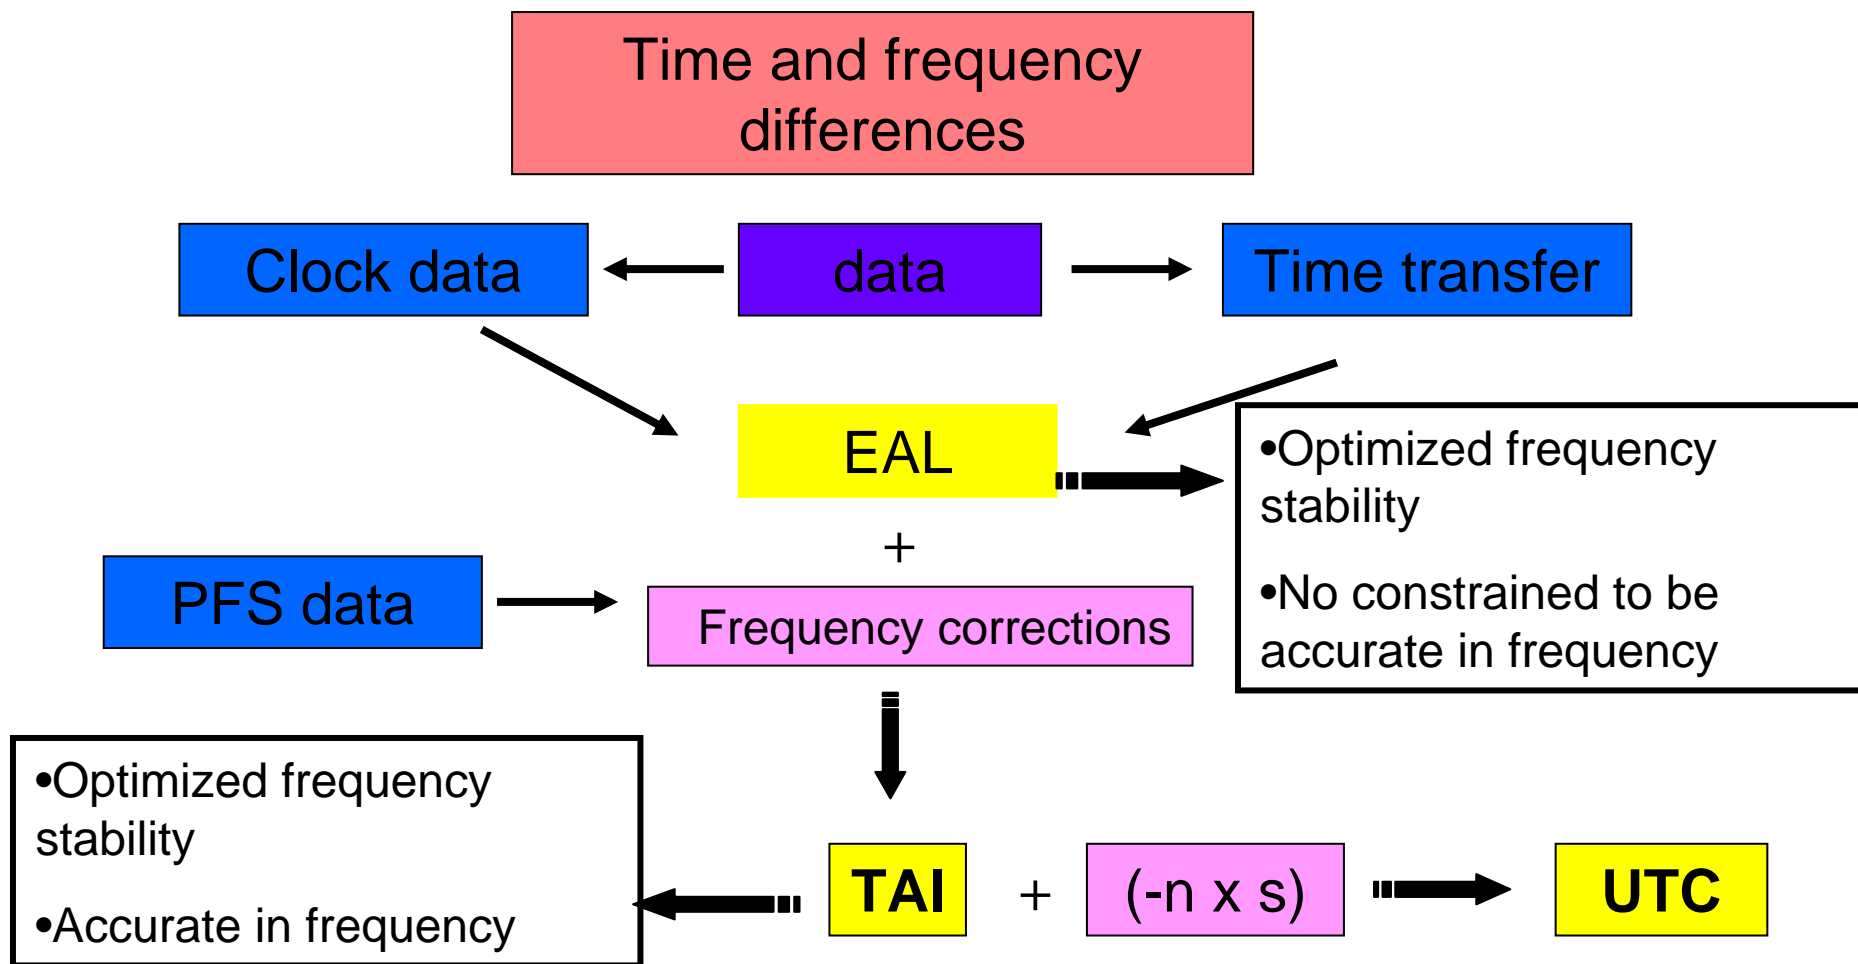 Time and frequency
differences
Clock data
data
Time transfer
EAL
•Optimized frequency
stability
•No constrained to be
accurate in frequency
+
PFS data
Frequency corrections
•Optimized frequency
stability
•Accurate in frequency
TAI
+
(-n x s)
UTC